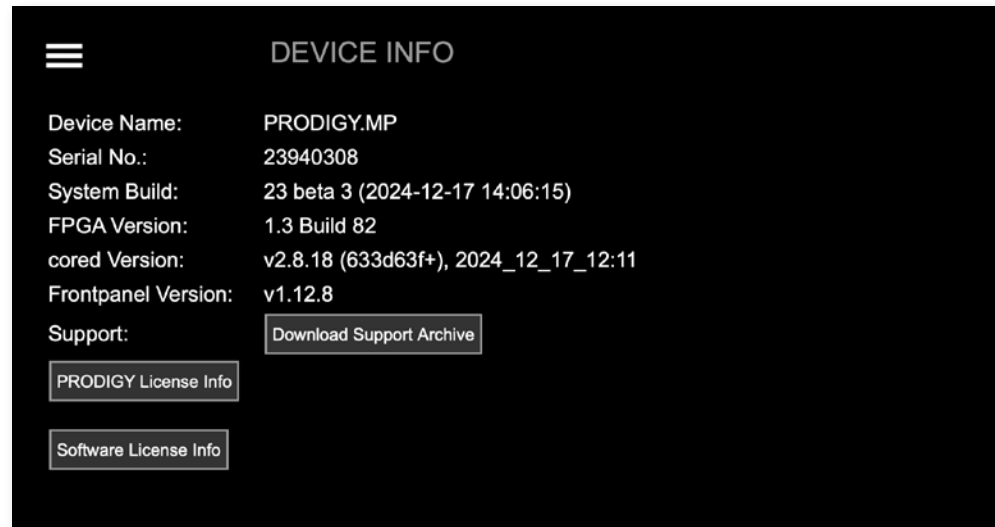 DEVICE INFO
Device Name: PRODIGY.MP
Serial No.: 23940308
System Build: 23 beta 3 (2024-12-17 14:06:15)
FPGA Version: 1.3 Build 82
cored Version: v2.8.18 (633d63f+), 2024_12_17_12:11
Frontpanel Version: v1.12.8
Support: Download Support Archive
PRODIGY License Info
Software License Info